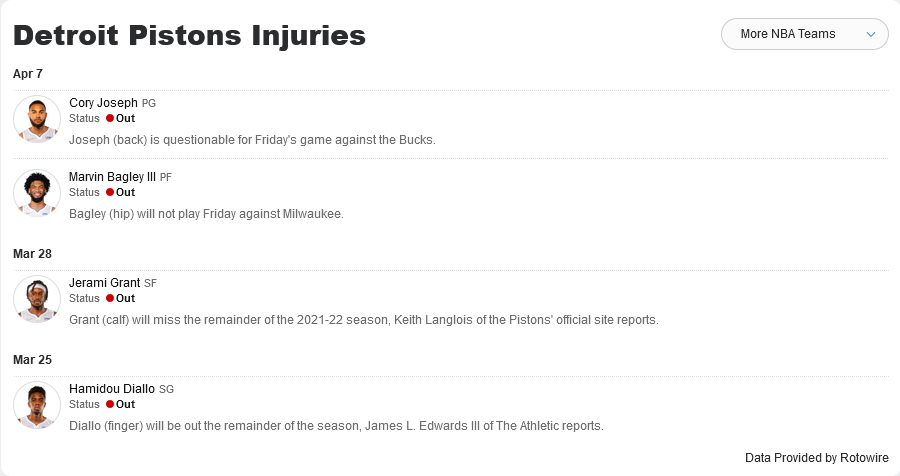 Detroit Pistons Injuries
More NBA Teams
Apr 7
Cory Joseph PG
Status Out
Joseph (back) is questionable for Friday's game against the Bucks.
Marvin Bagley III PF
Status Out
Bagley (hip) will not play Friday against Milwaukee.
Mar 28
Jerami Grant SF
Status Out
Grant (calf) will miss the remainder of the 2021-22 season, Keith Langlois of the Pistons' official site reports.
Mar 25
Hamidou Diallo SG
Status Out
Diallo (finger) will be out the remainder of the season, James L. Edwards III of The Athletic reports.
Data Provided by Rotowire